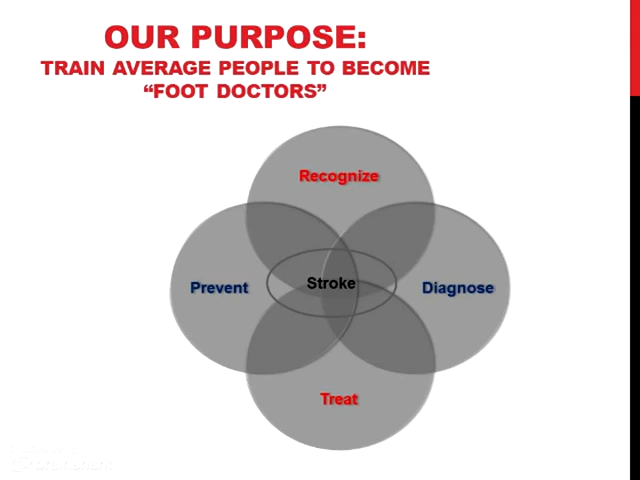 OUR PURPOSE:
TRAIN AVERAGE PEOPLE TO BECOME
“FOOT DOCTORS”
Recognize
Prevent
Stroke
Diagnose
Treat